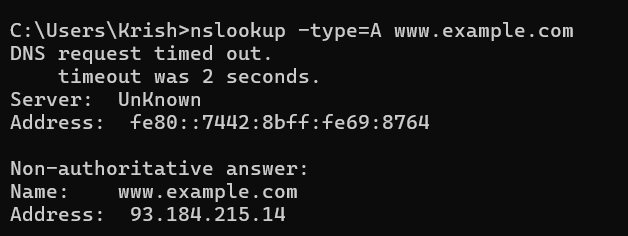 C:\Users\Krish>nslookup -type=A www.example.com
DNS request timed out.
    timeout was 2 seconds.
Server:  UnKnown
Address:  fe80::7442:8bff:fe69:8764

Non-authoritative answer:
Name:    www.example.com
Address:  93.184.215.14